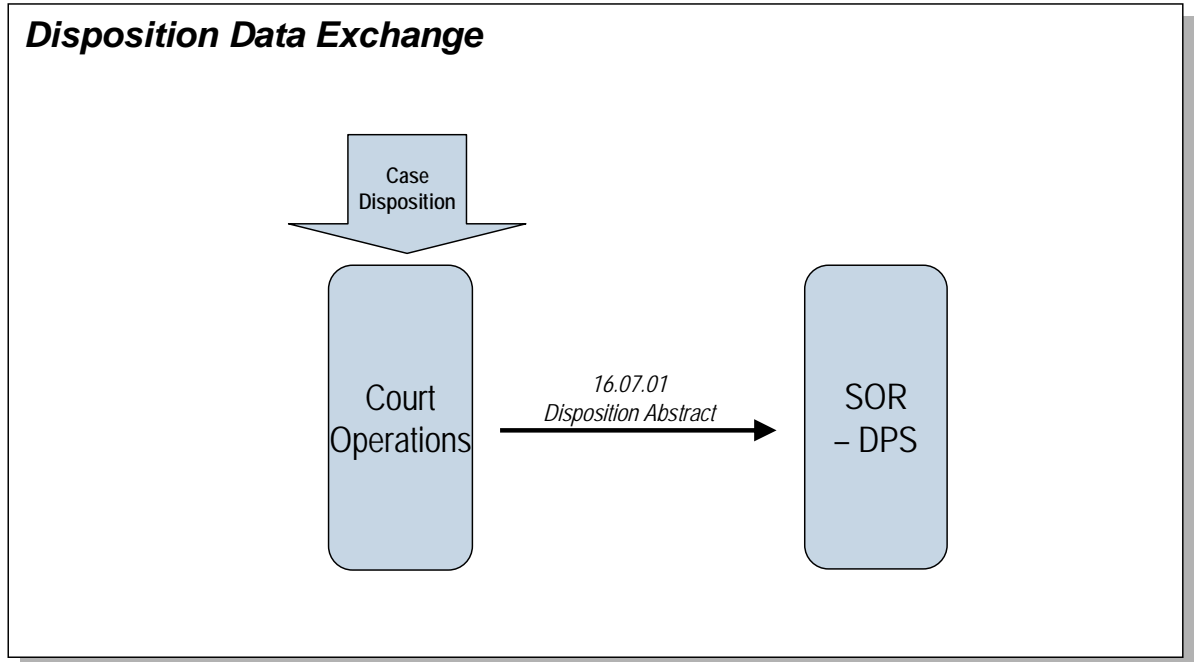 Disposition Data Exchange
Case
Disposition
Court
Operations
16.07.01
Disposition Abstract
SOR
– DPS